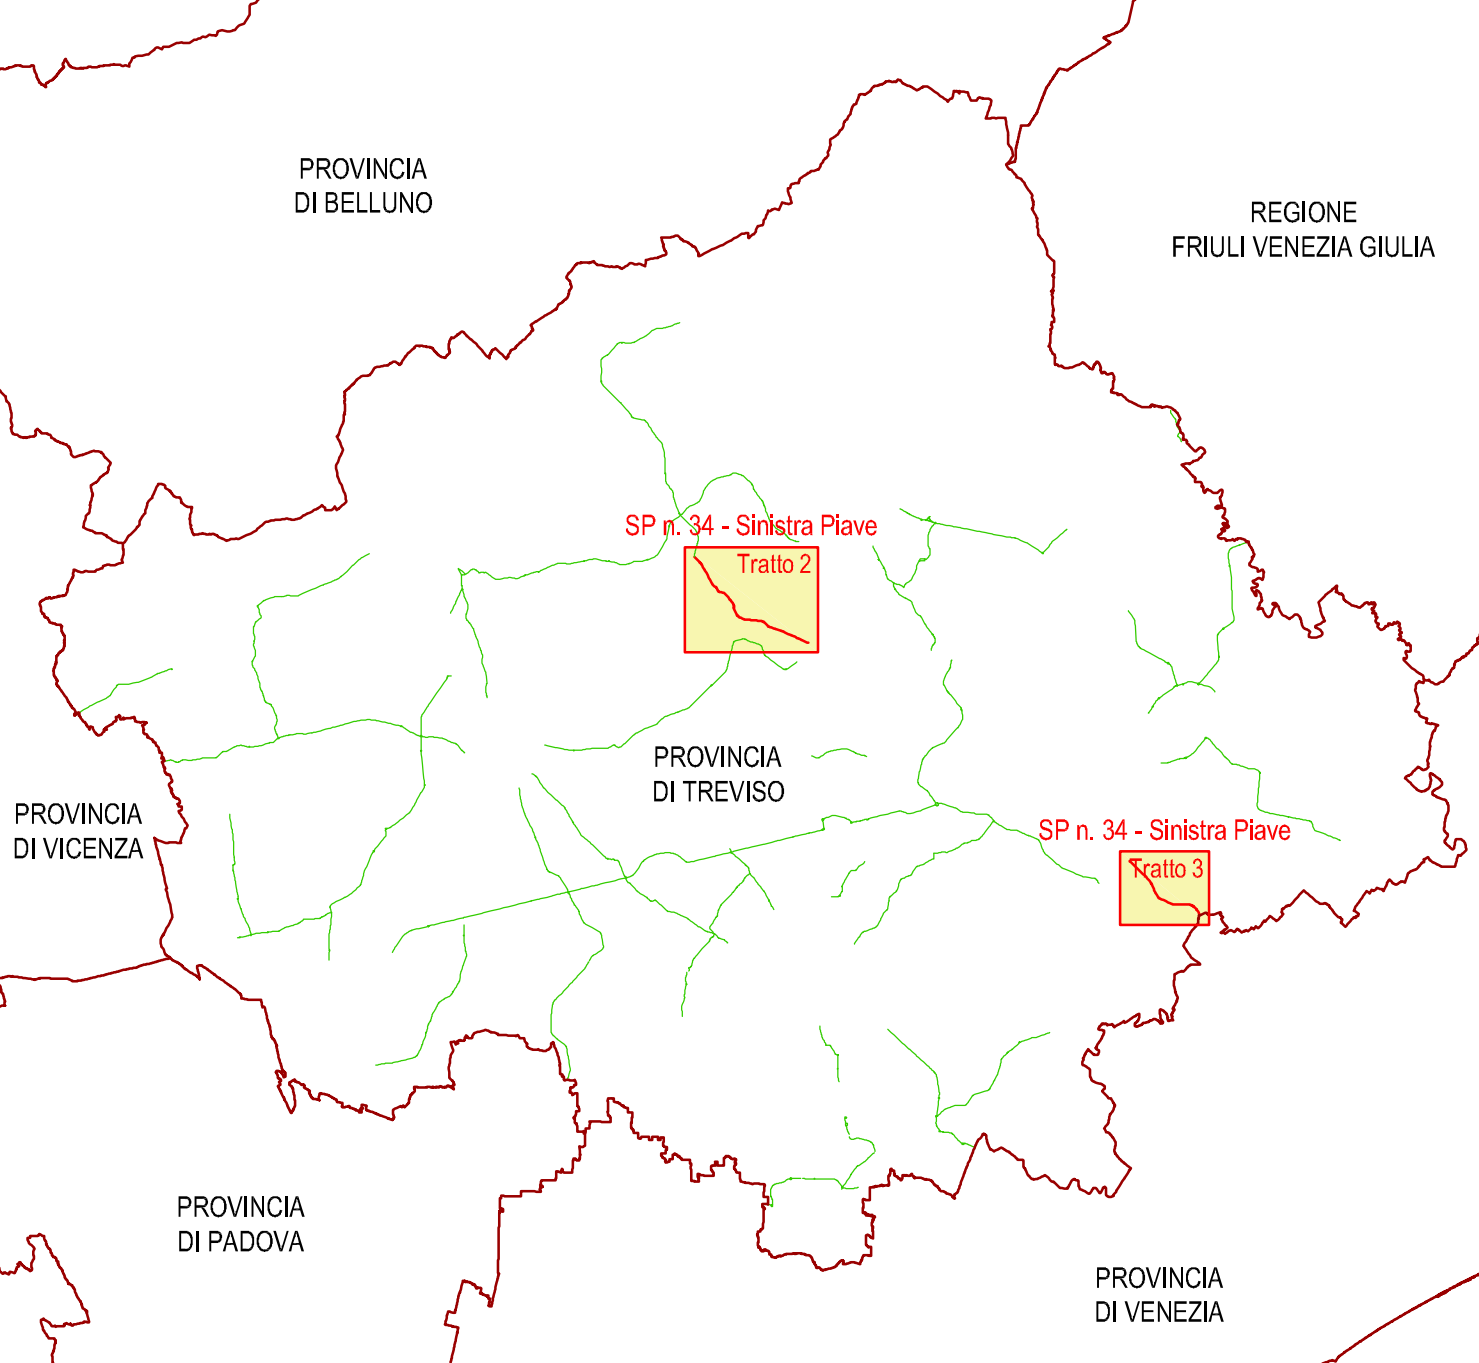 PROVINCIA
DI BELLUNO
REGIONE
FRIULI VENEZIA GIULIA
SP n. 34 - Sinistra Piave
Tratto 2
PROVINCIA
DI TREVISO
PROVINCIA
DI VICENZA
SP n. 34 - Sinistra Piave
Tratto 3
PROVINCIA
DI PADOVA
PROVINCIA
DI VENEZIA